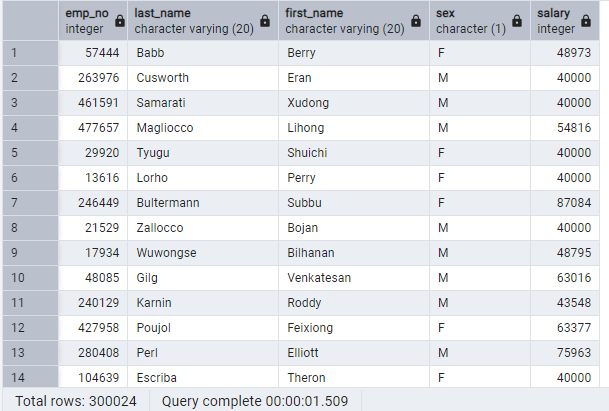 emp_no last_name first_name sex salary
integer character varying (20) character varying (20) character (1) integer
1 57444 Babb Berry F 48973
2 263976 Cusworth Eran M 40000
3 461591 Samarati Xudong M 40000
4 477657 Magliocco Lihong M 54816
5 29920 Tyugu Shuichi F 40000
6 13616 Lorho Perry F 40000
7 246449 Bultermann Subbu F 87084
8 21529 Zallocco Bojan M 40000
9 17934 Wuwongse Bilhanan M 48795
10 48085 Gilg Venkatesan M 63016
11 240129 Karnin Roddy M 43548
12 427958 Poujol Feixiong F 63377
13 280408 Perl Elliott M 75963
14 104639 Escriba Theron F 40000
Total rows: 300024 Query complete 00:00:01.509